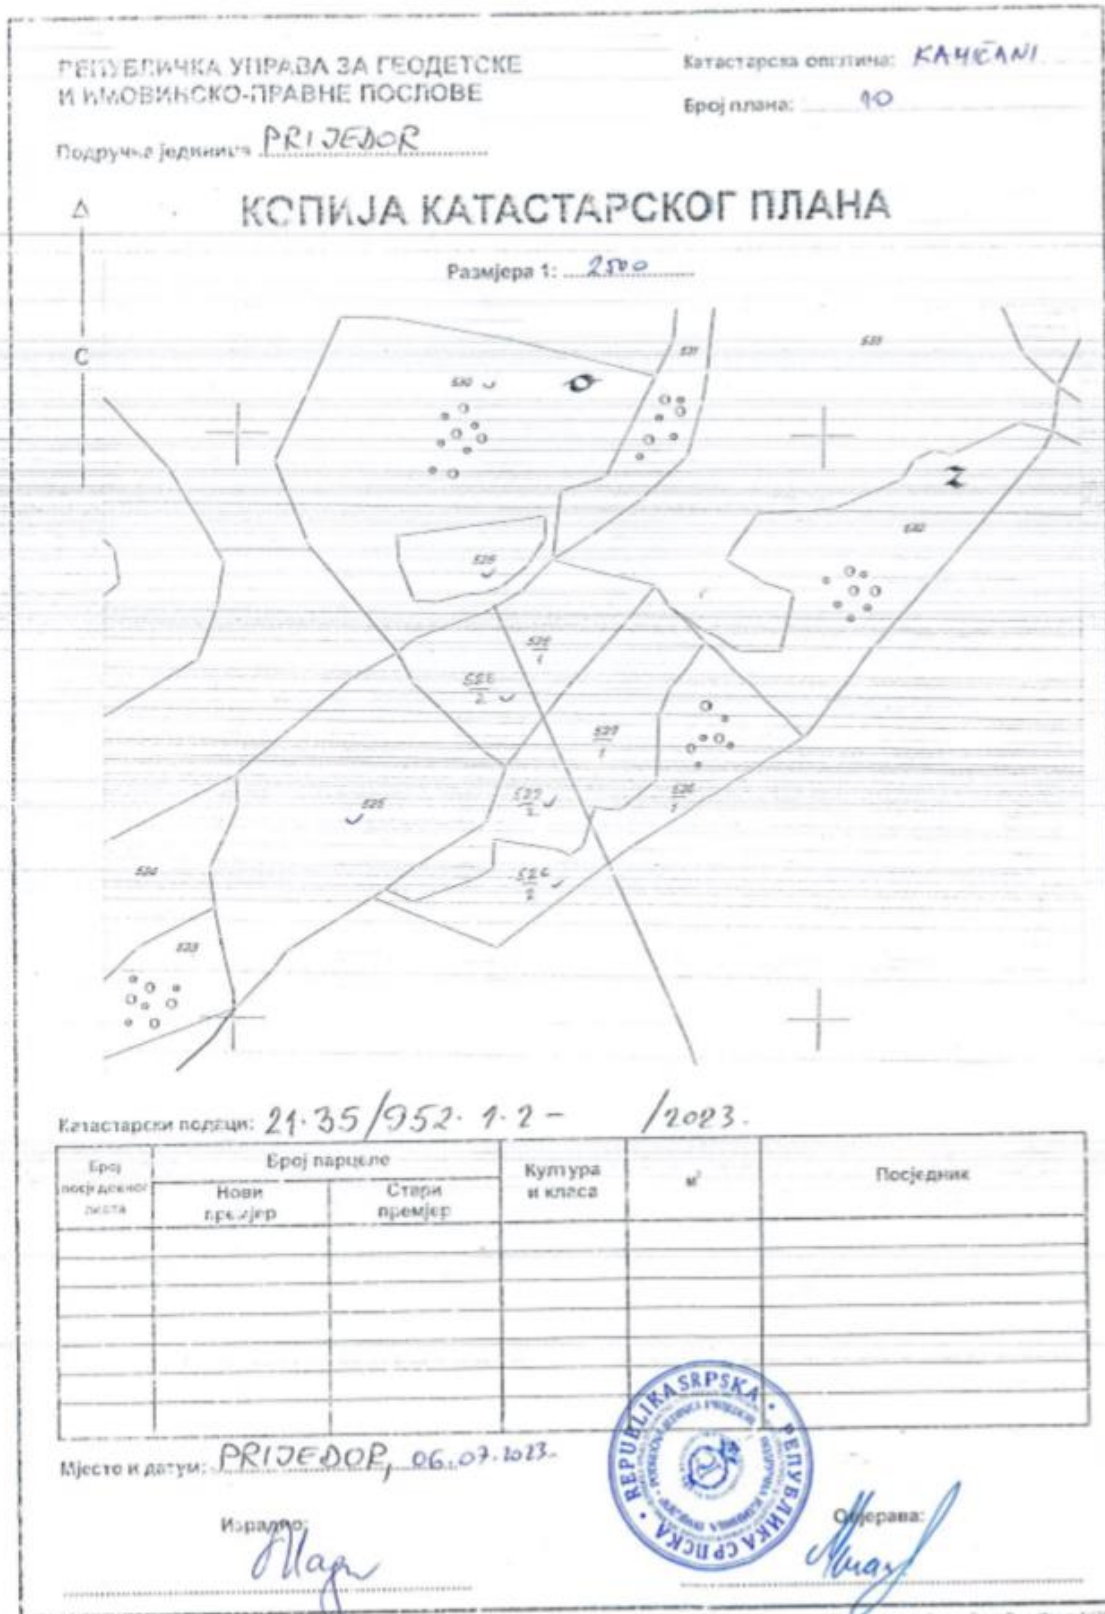 РЕПУБЛИЧКА УПРАВА ЗА ГЕОДЕТСКЕ
И ИМОВИНСКО-ПРАВНЕ ПОСЛОВЕ
Подручна јединица PRIJEDOR
Катастарска општина: KAMIČANI
Број плана: 10
КОПИЈА КАТАСТАРСКОГ ПЛАНА
Размјера 1: 2500
С
530
531
533
532
529
528
1
528
2
527
1
527
2
526
1
526
2
525
524
523
Катастарски подаци: 21.35/952. 1.2- /2023.
Број посједовног листа
Број парцеле
Нови премјер
Стари премјер
Култура и класа
м²
Посједник
Мјесто и датум: PRIJEDOR, 06.07.2023.
REPUBLIKA SRPSKA • РЕПУБЛИКА СРПСКА
Израдио:
Овјерава: